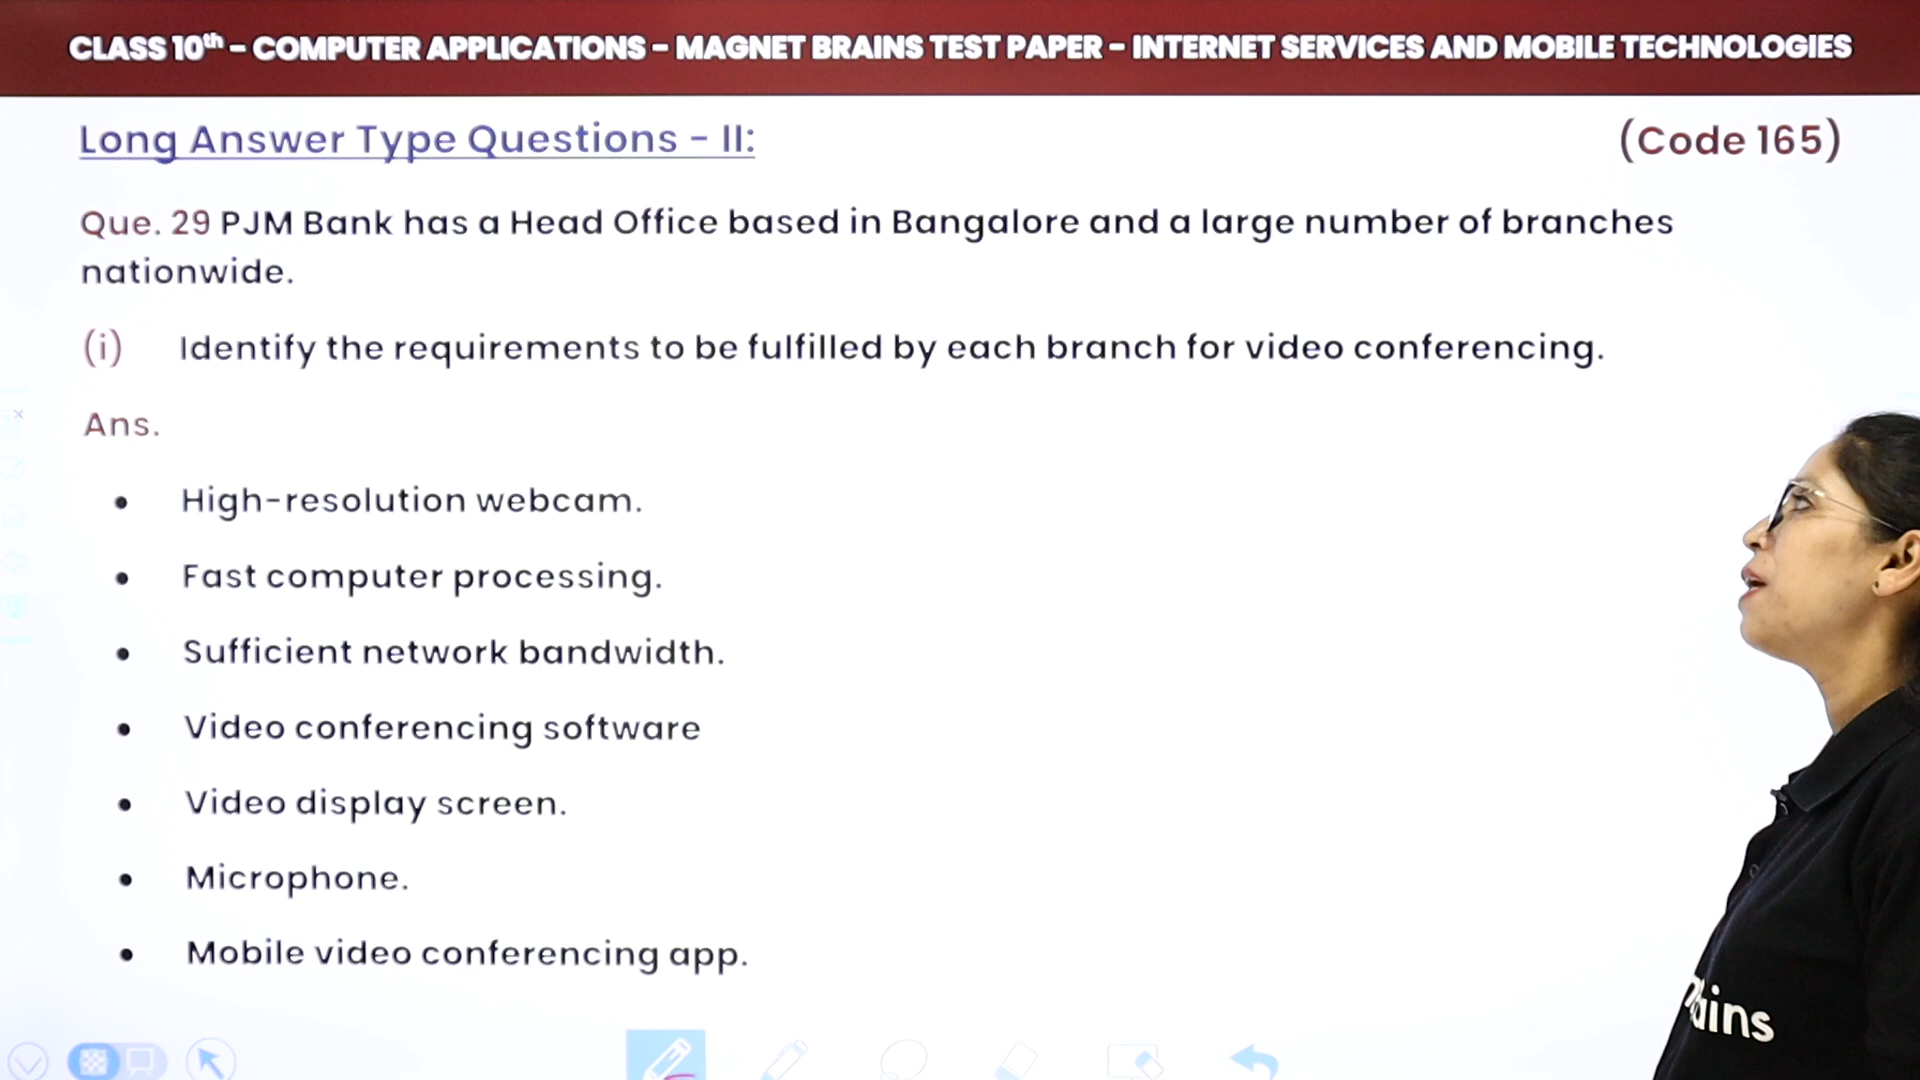 CLASS 10th – COMPUTER APPLICATIONS – MAGNET BRAINS TEST PAPER – INTERNET SERVICES AND MOBILE TECHNOLOGIES
Long Answer Type Questions – II:
(Code 165)
Que. 29 PJM Bank has a Head Office based in Bangalore and a large number of branches
nationwide.
(i) Identify the requirements to be fulfilled by each branch for video conferencing.
Ans.
• High-resolution webcam.
• Fast computer processing.
• Sufficient network bandwidth.
• Video conferencing software
• Video display screen.
• Microphone.
• Mobile video conferencing app.